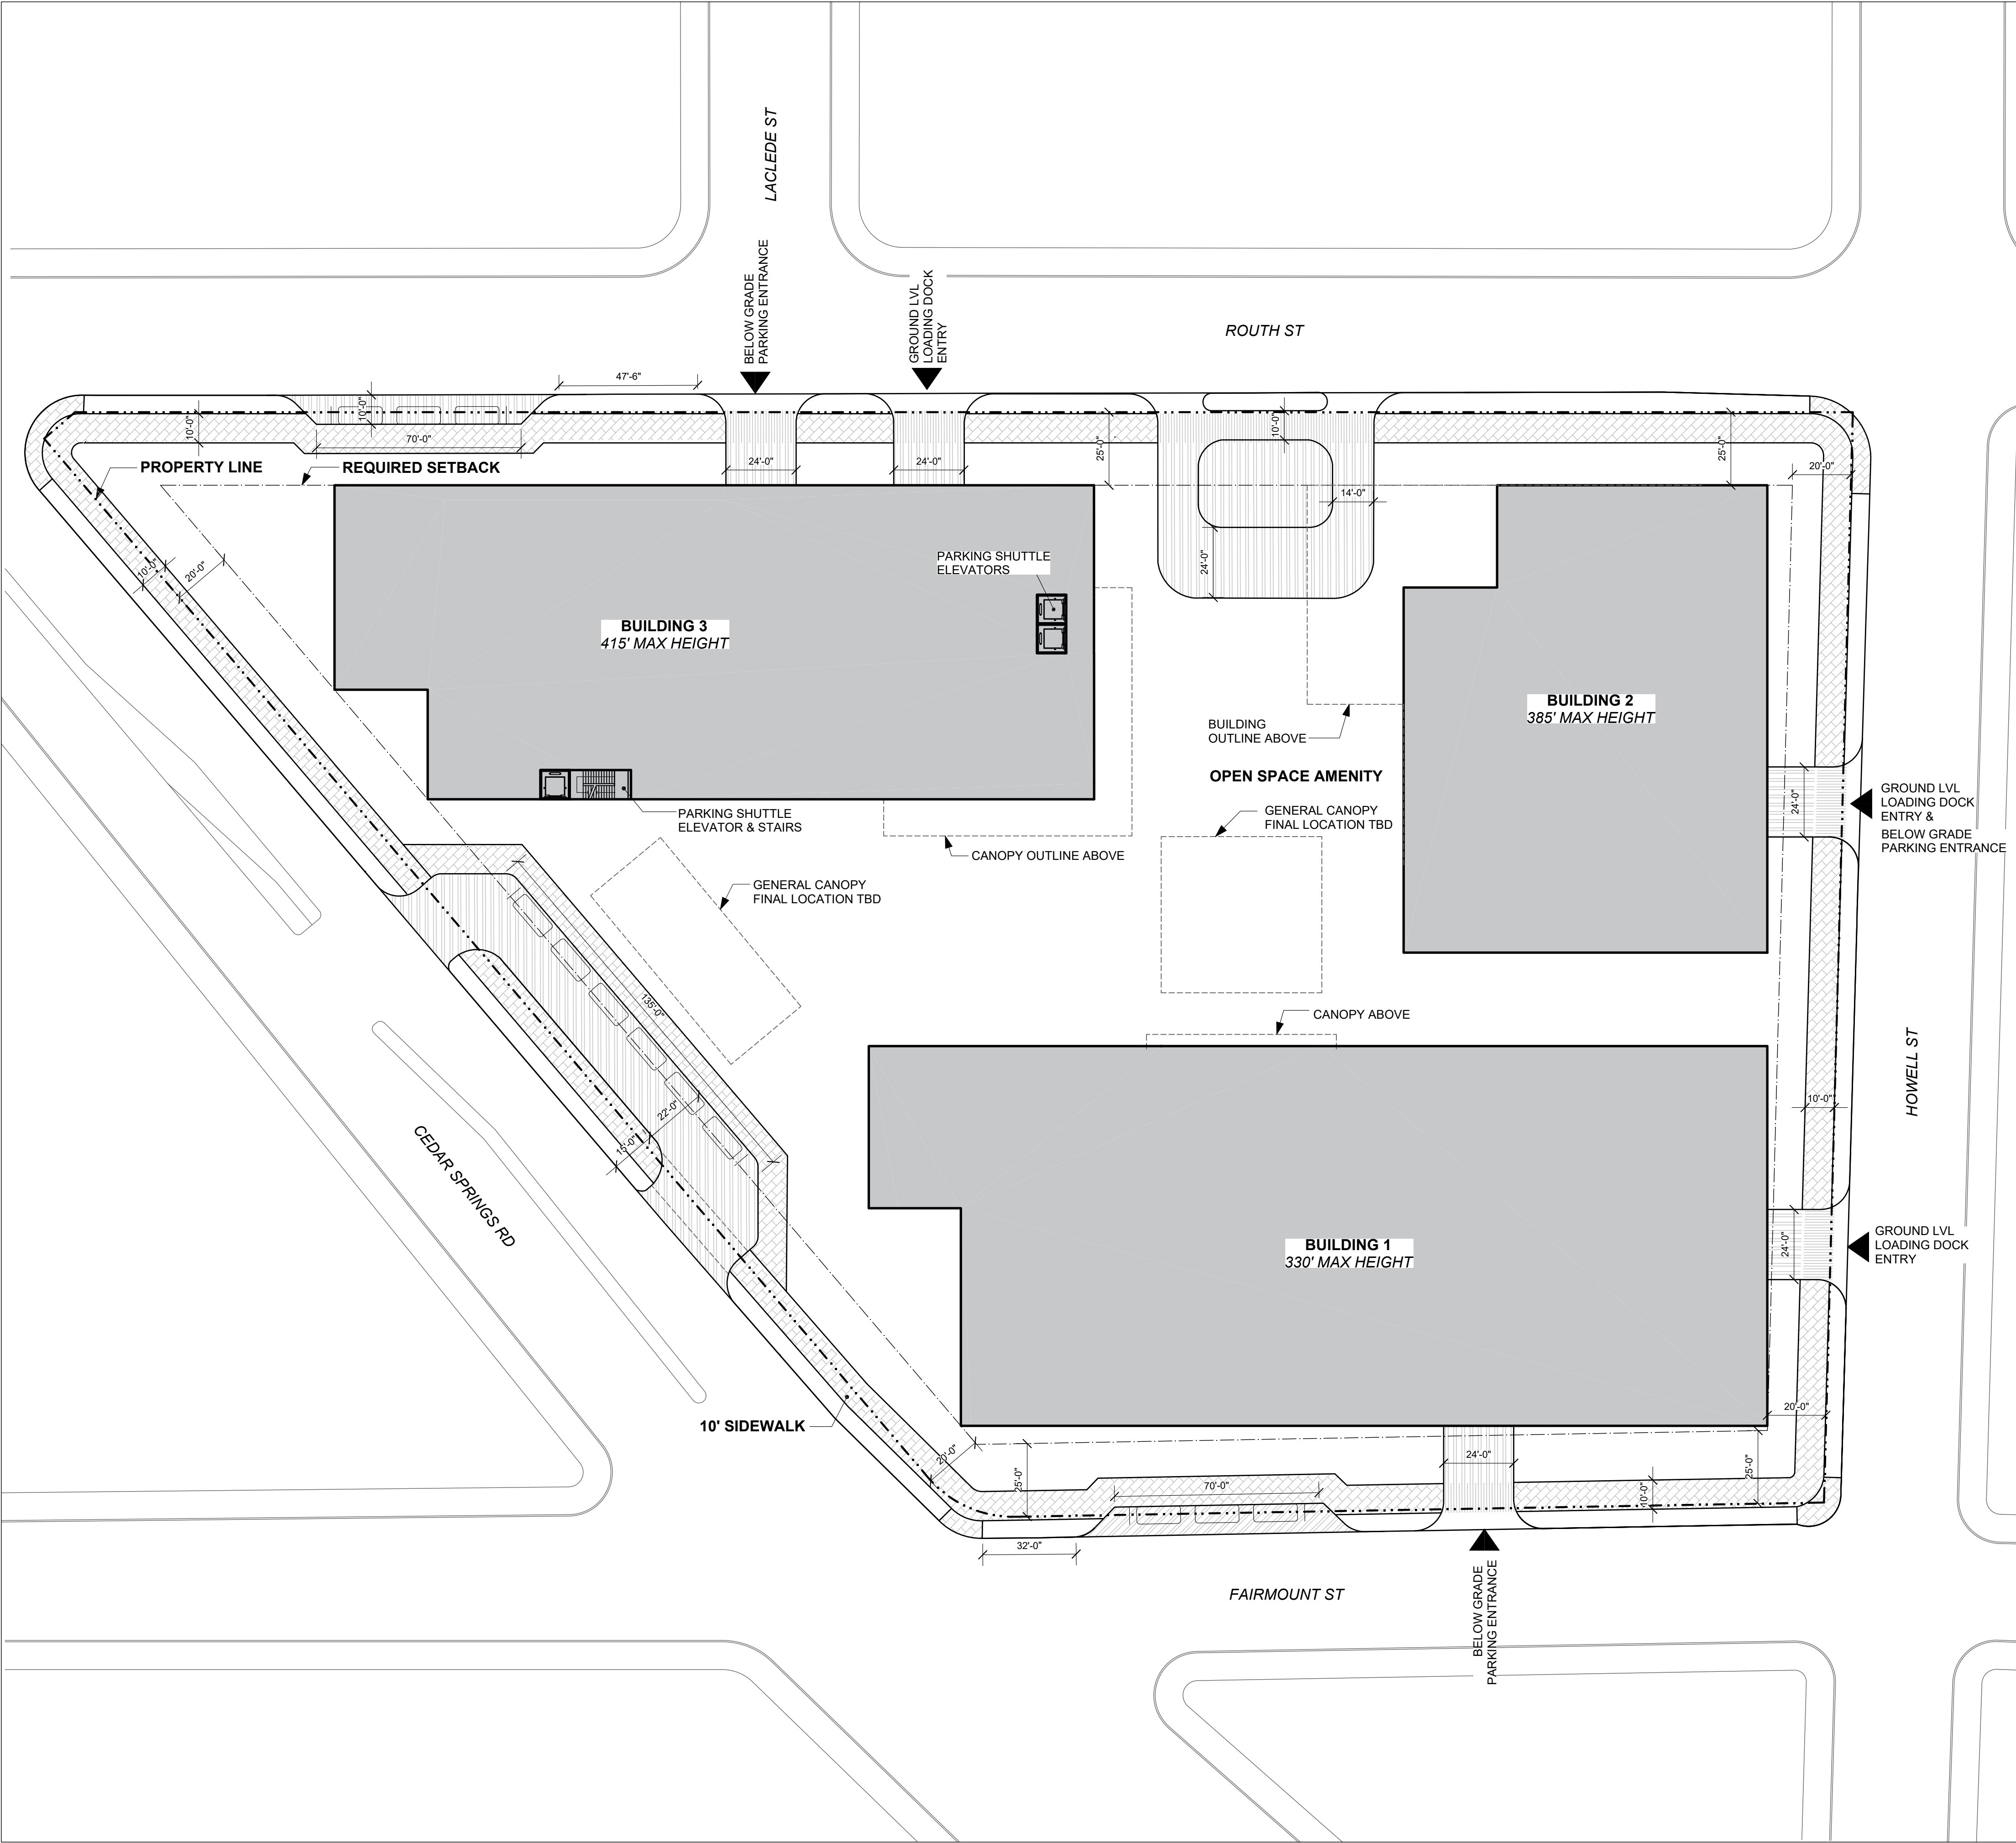 LACLEDE ST
BELOW GRADE
PARKING ENTRANCE
GROUND LVL
LOADING DOCK
ENTRY
ROUTH ST
47'-6"
10'-0"
10'-0"
70'-0"
24'-0"
24'-0"
25'-0"
10'-0"
25'-0"
20'-0"
14'-0"
24'-0"
PROPERTY LINE
REQUIRED SETBACK
10'-0"
20'-0"
PARKING SHUTTLE
ELEVATORS
BUILDING 3
415' MAX HEIGHT
BUILDING 2
385' MAX HEIGHT
BUILDING
OUTLINE ABOVE
OPEN SPACE AMENITY
GENERAL CANOPY
FINAL LOCATION TBD
PARKING SHUTTLE
ELEVATOR & STAIRS
CANOPY OUTLINE ABOVE
GENERAL CANOPY
FINAL LOCATION TBD
24'-0"
GROUND LVL
LOADING DOCK
ENTRY &
BELOW GRADE
PARKING ENTRANCE
135'-0"
CANOPY ABOVE
HOWELL ST
10'-0"
22'-0"
15'-0"
CEDAR SPRINGS RD
BUILDING 1
330' MAX HEIGHT
24'-0"
GROUND LVL
LOADING DOCK
ENTRY
10' SIDEWALK
20'-0"
20'-0"
25'-0"
24'-0"
25'-0"
70'-0"
10'-0"
32'-0"
FAIRMOUNT ST
BELOW GRADE
PARKING ENTRANCE